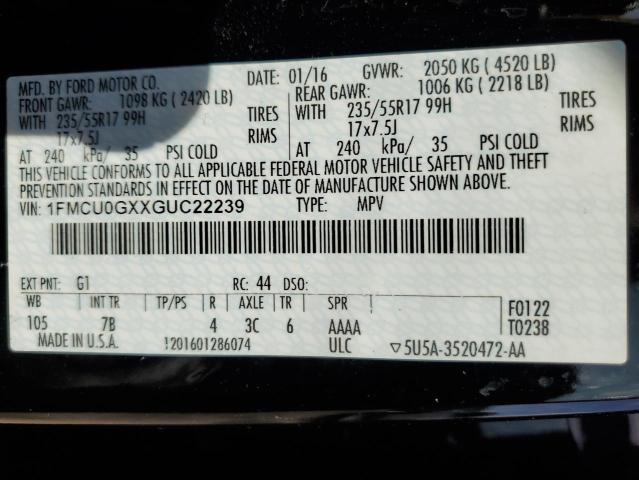 MFD. BY FORD MOTOR CO.
DATE: 01/16 GVWR: 2050 KG ( 4520 LB)
FRONT GAWR: 1098 KG ( 2420 LB)
REAR GAWR: 1006 KG ( 2218 LB)
WITH 235/55R17 99H TIRES
WITH 235/55R17 99H TIRES
17x7.5J RIMS
17x7.5J RIMS
AT 240 kPa/ 35 PSI COLD
AT 240 kPa/ 35 PSI COLD
THIS VEHICLE CONFORMS TO ALL APPLICABLE FEDERAL MOTOR VEHICLE SAFETY AND THEFT
PREVENTION STANDARDS IN EFFECT ON THE DATE OF MANUFACTURE SHOWN ABOVE.
VIN: 1FMCU0GXXGUC22239 TYPE: MPV
EXT PNT: G1 RC: 44 DSO:
WB INT TR TP/PS R AXLE TR SPR
105 7B 4 3C 6 AAAA
F0122
T0238
MADE IN U.S.A. !201601286074 ULC ▽5U5A-3520472-AA